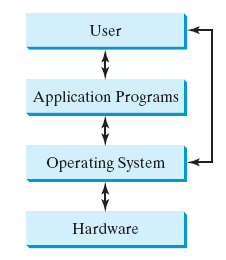 User
Application Programs
Operating System
Hardware